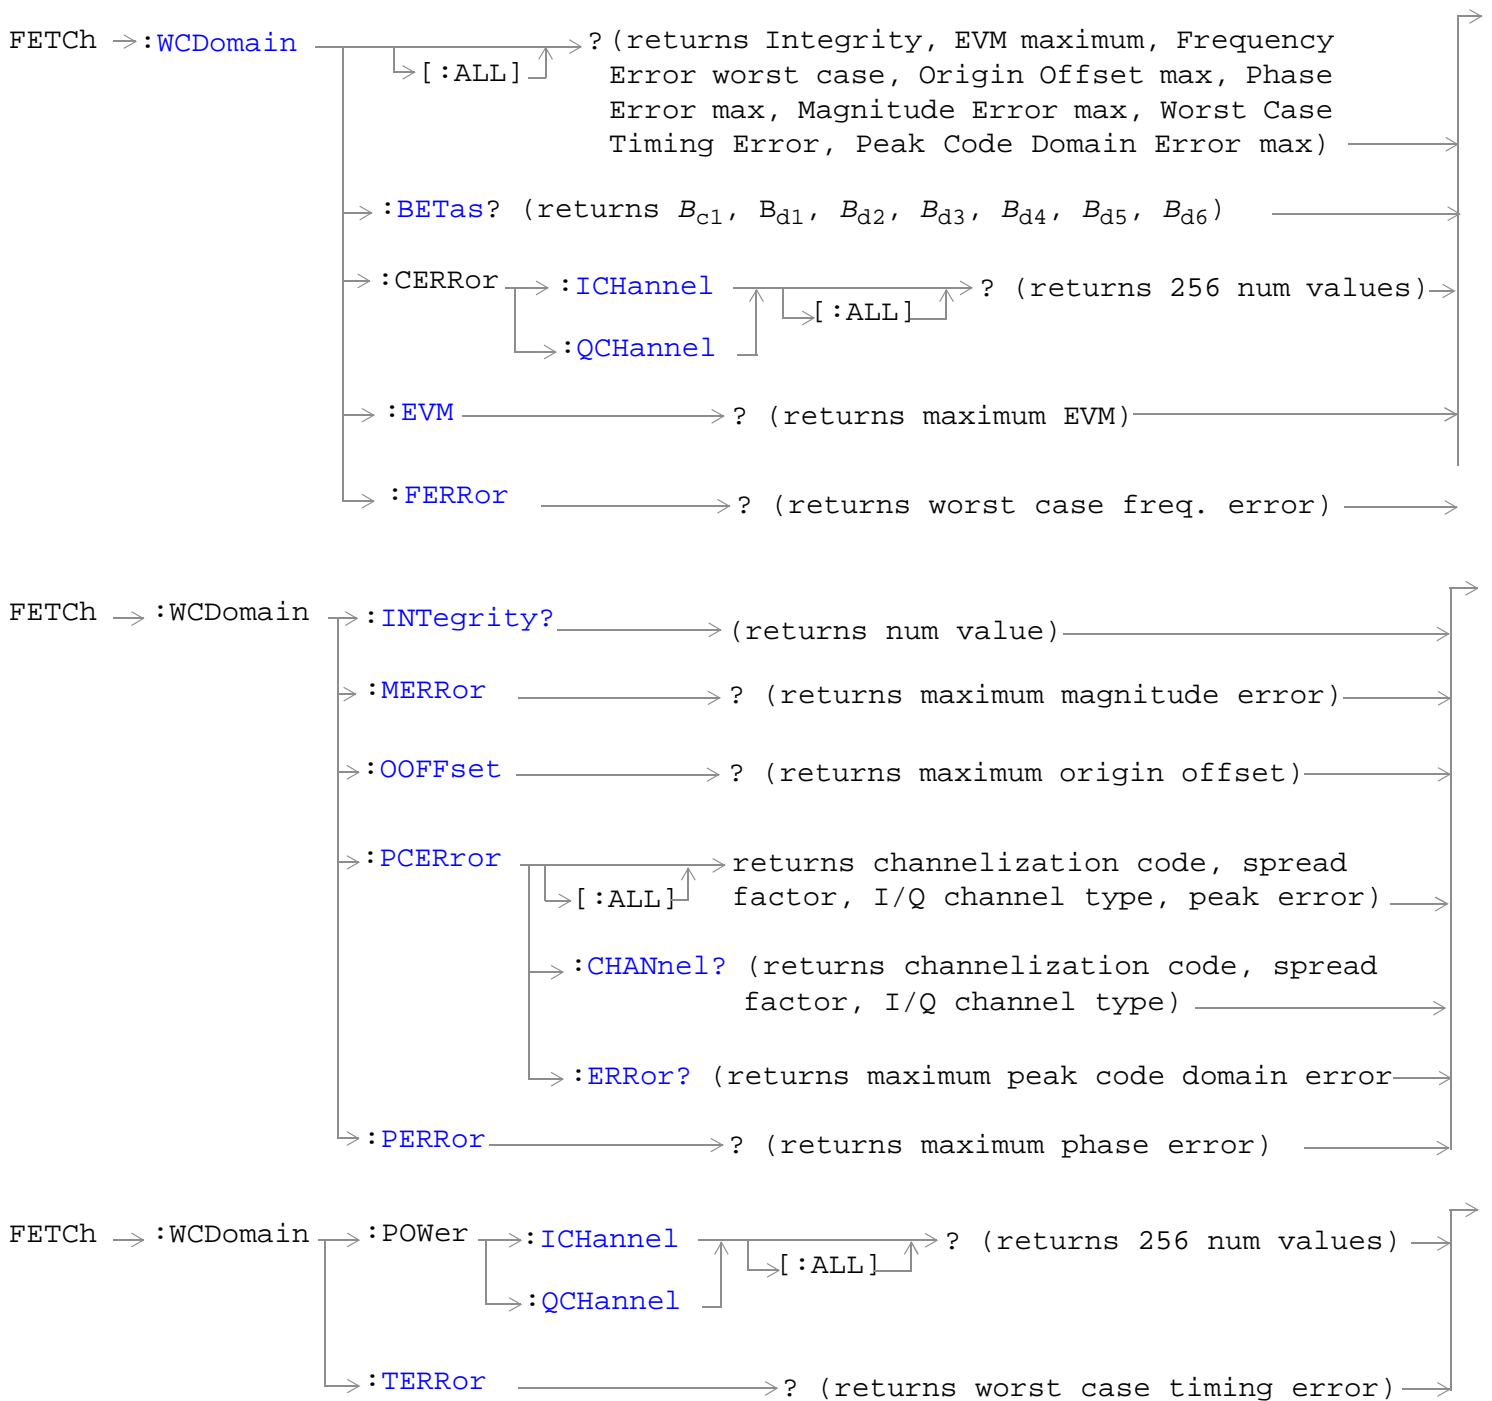 FETCh :WCDomain ? (returns Integrity, EVM maximum, Frequency
[:ALL] Error worst case, Origin Offset max, Phase
Error max, Magnitude Error max, Worst Case
Timing Error, Peak Code Domain Error max)
:BETas? (returns Bc1, Bd1, Bd2, Bd3, Bd4, Bd5, Bd6)
:CERRor :ICHannel ? (returns 256 num values)
[:ALL]
:QCHannel
:EVM ? (returns maximum EVM)
:FERRor ? (returns worst case freq. error)
FETCh :WCDomain :INTegrity? (returns num value)
:MERRor ? (returns maximum magnitude error)
:OOFFset ? (returns maximum origin offset)
:PCERror returns channelization code, spread
[:ALL] factor, I/Q channel type, peak error)
:CHANnel? (returns channelization code, spread
factor, I/Q channel type)
:ERRor? (returns maximum peak code domain error
:PERRor ? (returns maximum phase error)
FETCh :WCDomain :POWer :ICHannel ? (returns 256 num values)
[:ALL]
:QCHannel
:TERRor ? (returns worst case timing error)